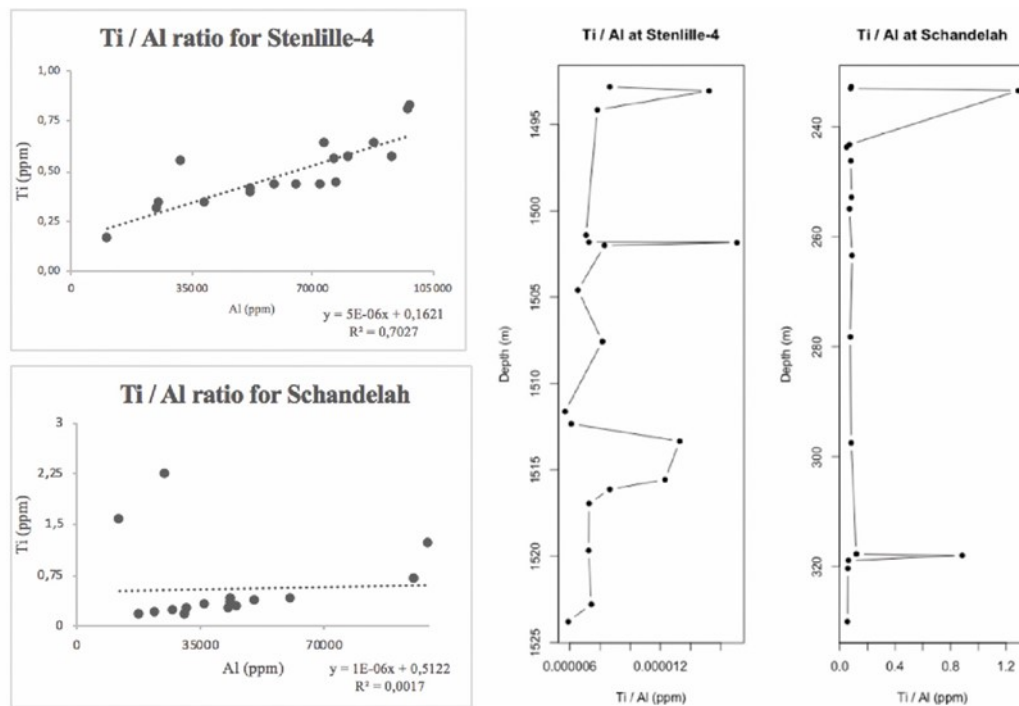 Ti / Al ratio for Stenlille-4
1,00
0,75
0,50
0,25
0,00
Ti (ppm)
0
35000
70000
105000
Al (ppm)
y = 5E-06x + 0,1621
R² = 0,7027
Ti / Al ratio for Schandelah
3
2,25
1,5
0,75
0
Ti (ppm)
0
35000
70000
Al (ppm)
y = 1E-06x + 0,5122
R² = 0,0017
Ti / Al at Stenlille-4
Depth (m)
1495
1500
1505
1510
1515
1520
1525
0.000006
0.000012
Ti / Al (ppm)
Ti / Al at Schandelah
Depth (m)
240
260
280
300
320
0.0
0.4
0.8
1.2
Ti / Al (ppm)